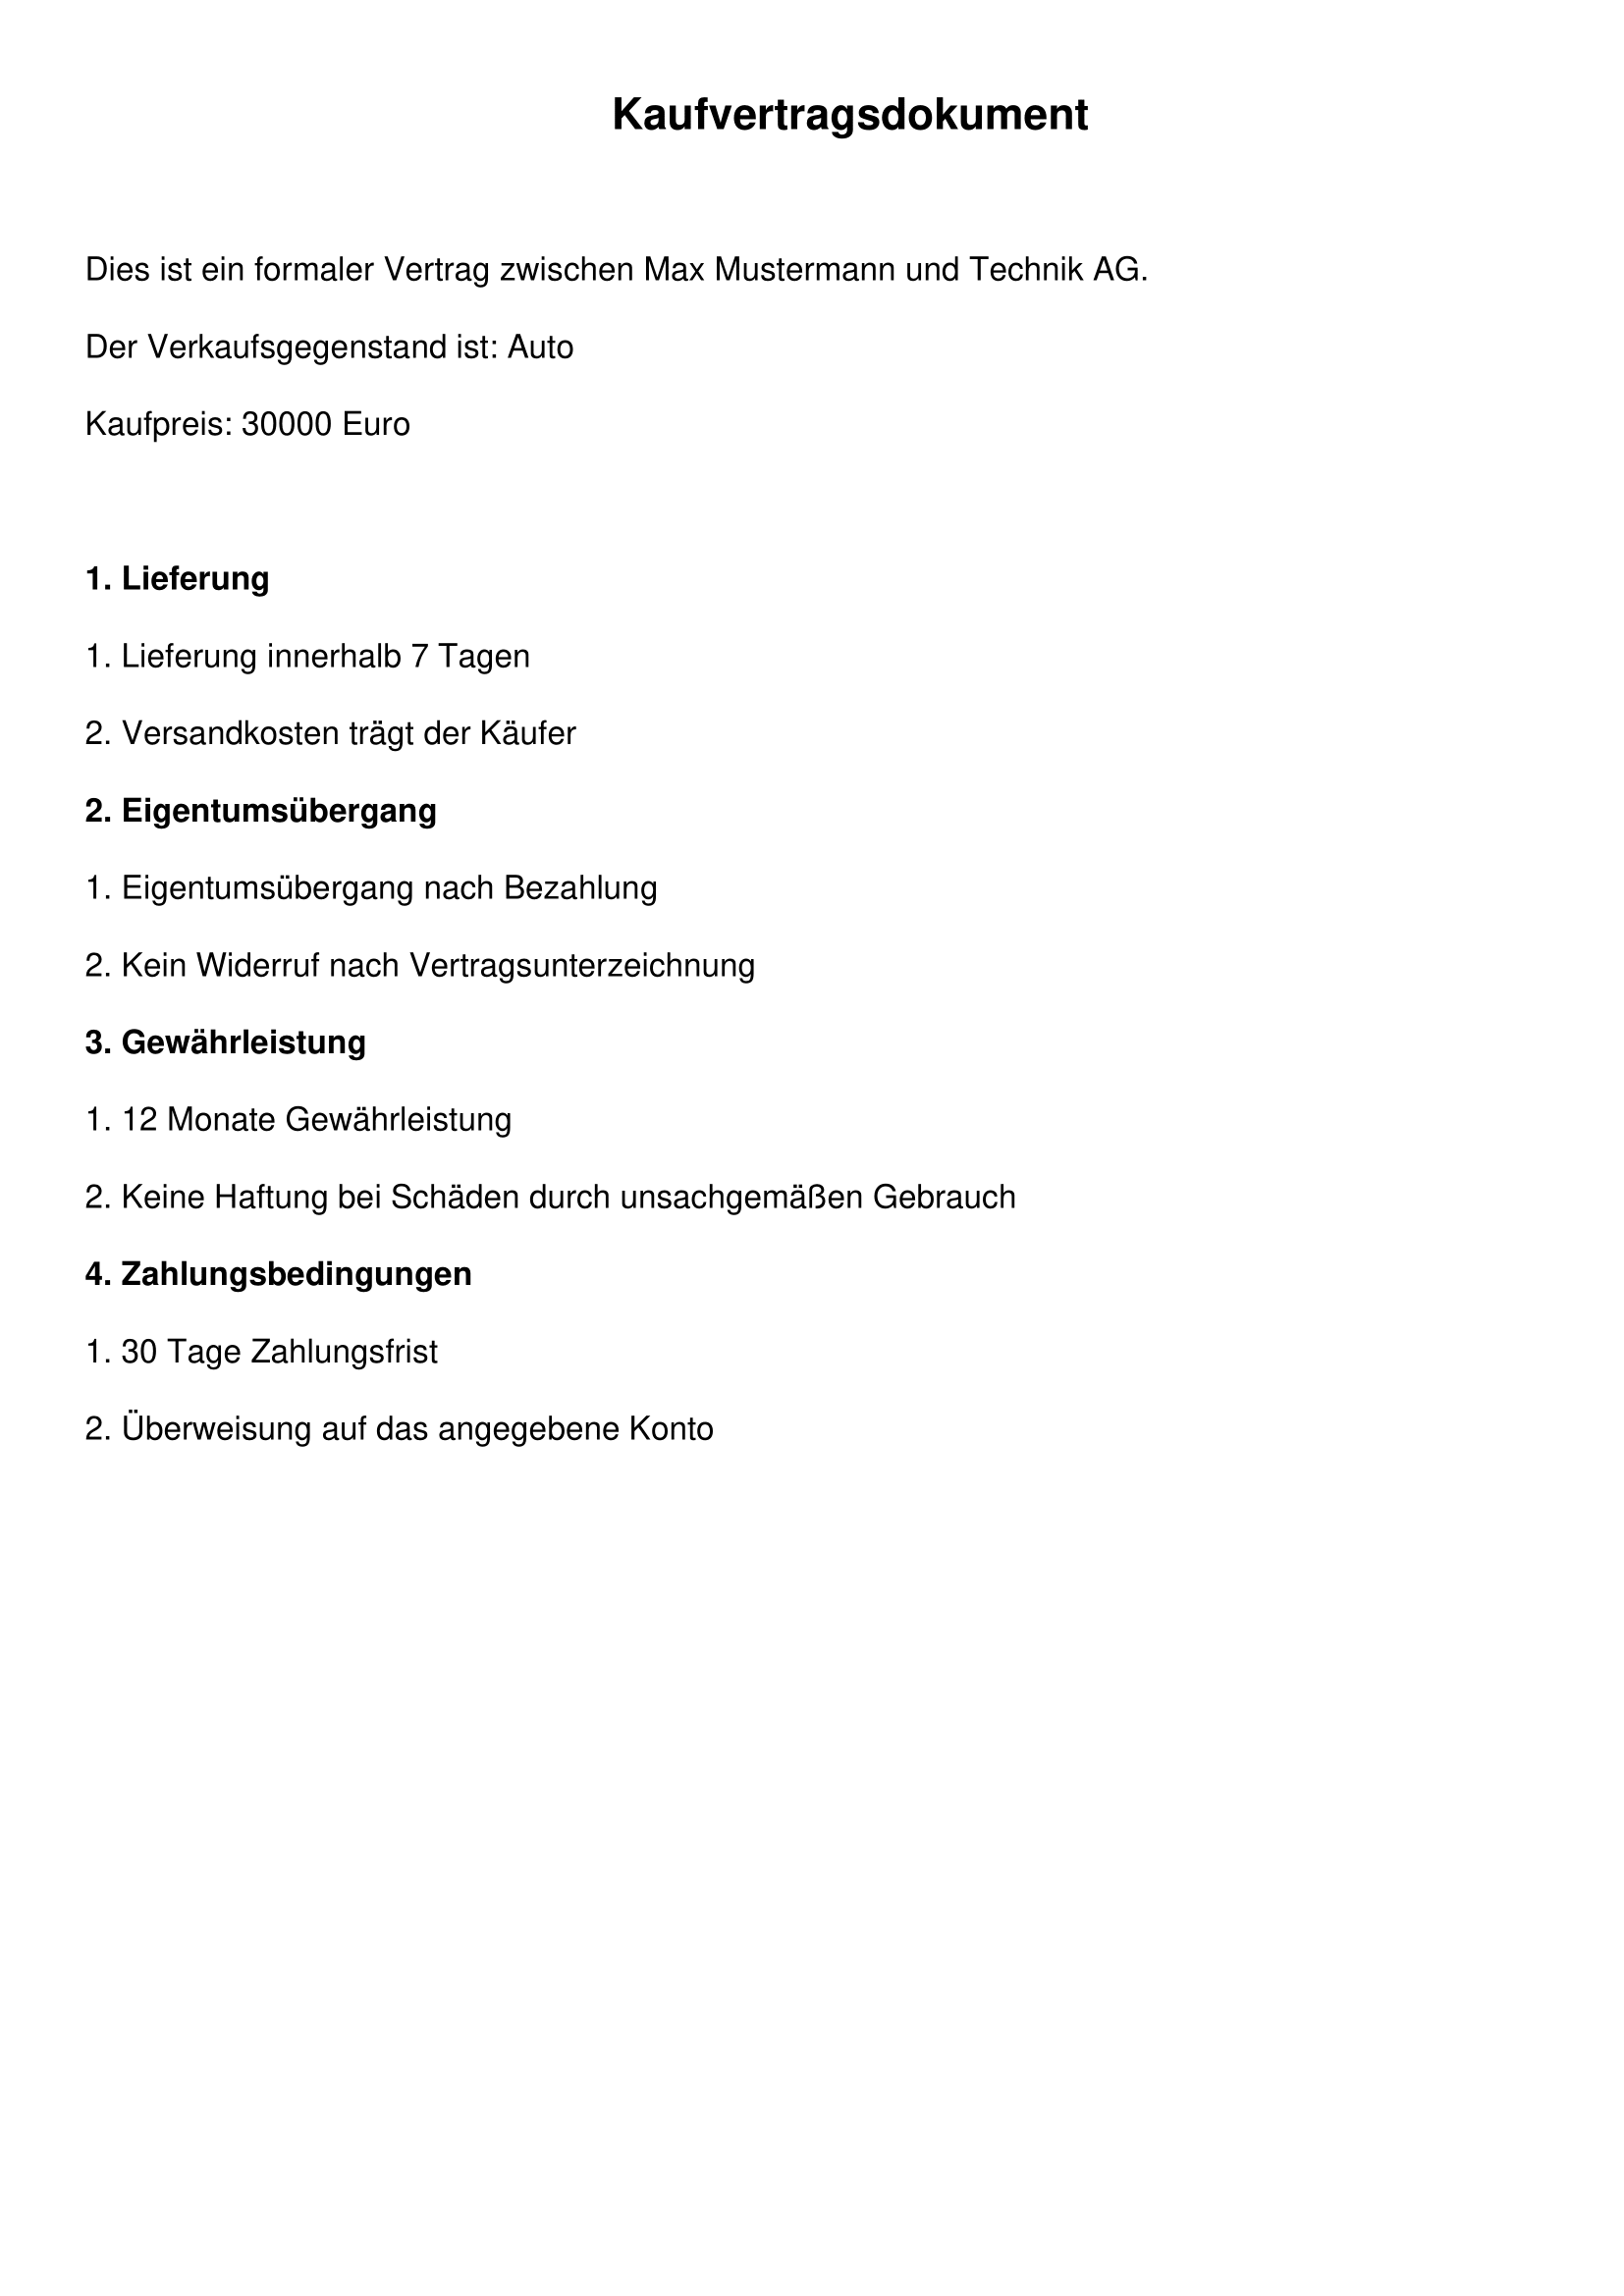 Kaufvertragsdokument
Dies ist ein formaler Vertrag zwischen Max Mustermann und Technik AG.
Der Verkaufsgegenstand ist: Auto
Kaufpreis: 30000 Euro
1. Lieferung
1. Lieferung innerhalb 7 Tagen
2. Versandkosten trägt der Käufer
2. Eigentumsübergang
1. Eigentumsübergang nach Bezahlung
2. Kein Widerruf nach Vertragsunterzeichnung
3. Gewährleistung
1. 12 Monate Gewährleistung
2. Keine Haftung bei Schäden durch unsachgemäßen Gebrauch
4. Zahlungsbedingungen
1. 30 Tage Zahlungsfrist
2. Überweisung auf das angegebene Konto